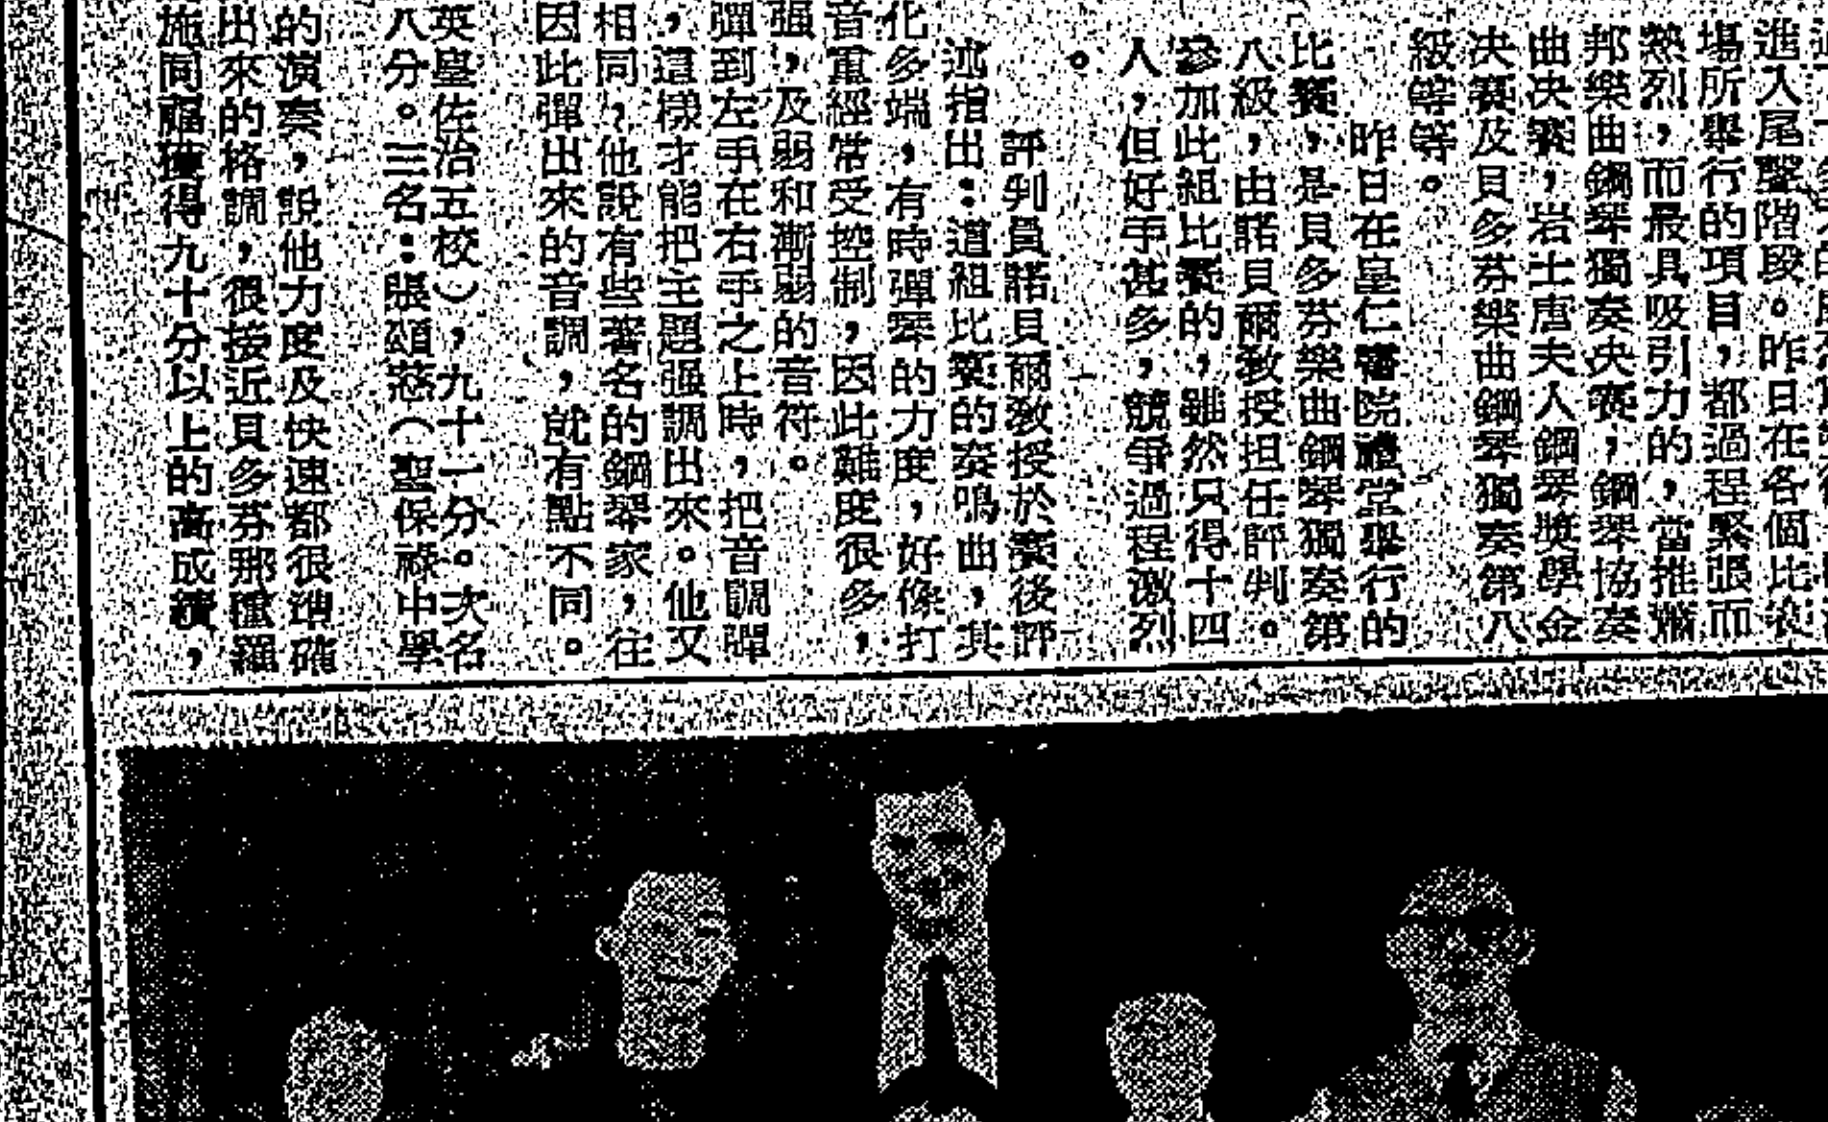 進入尾聲階段。昨日在各個比賽
場所舉行的項目，都過程緊張而
熱烈，而最具吸引力的，當推蕭
邦樂曲鋼琴獨奏决賽，鋼琴協奏
曲决賽，岩士唐夫人鋼琴獎學金
决賽及貝多芬樂曲鋼琴獨奏第八
級等等。
昨日在皇仁書院禮堂舉行的
比賽，是貝多芬樂曲鋼琴獨奏第
八級，由諾貝爾教授担任評判。
參加此組比賽的，雖然只得十四
人，但好手甚多，競爭過程激烈
。
評判員諾貝爾教授於賽後評
述指出：這組比賽的奏鳴曲，其
化多端，有時彈琴的力度，好像打
音重經常受控制，因此難度很多，
强，及弱和漸弱的音符。
彈到左手在右手之上時，把音調彈
，這樣才能把主題强調出來。他又
相同，他說有些著名的鋼琴家，往
因此彈出來的音調，就有點不同。
英皇佐治五校），九十一分。次名
八分。三名：張頌慈（聖保祿中學
的演奏，說他力度及快速都很準確
出來的格調，很接近貝多芬那
施同福獲得九十分以上的高成績，